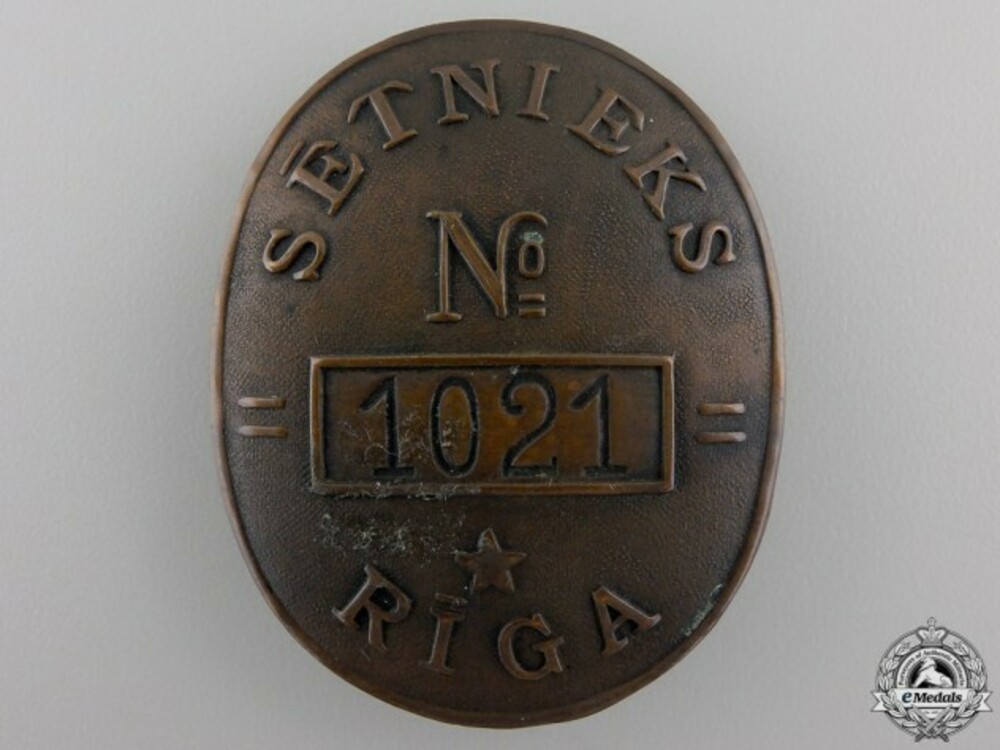 SĒTNIEKS
№
1021
RĪGA
eMedals